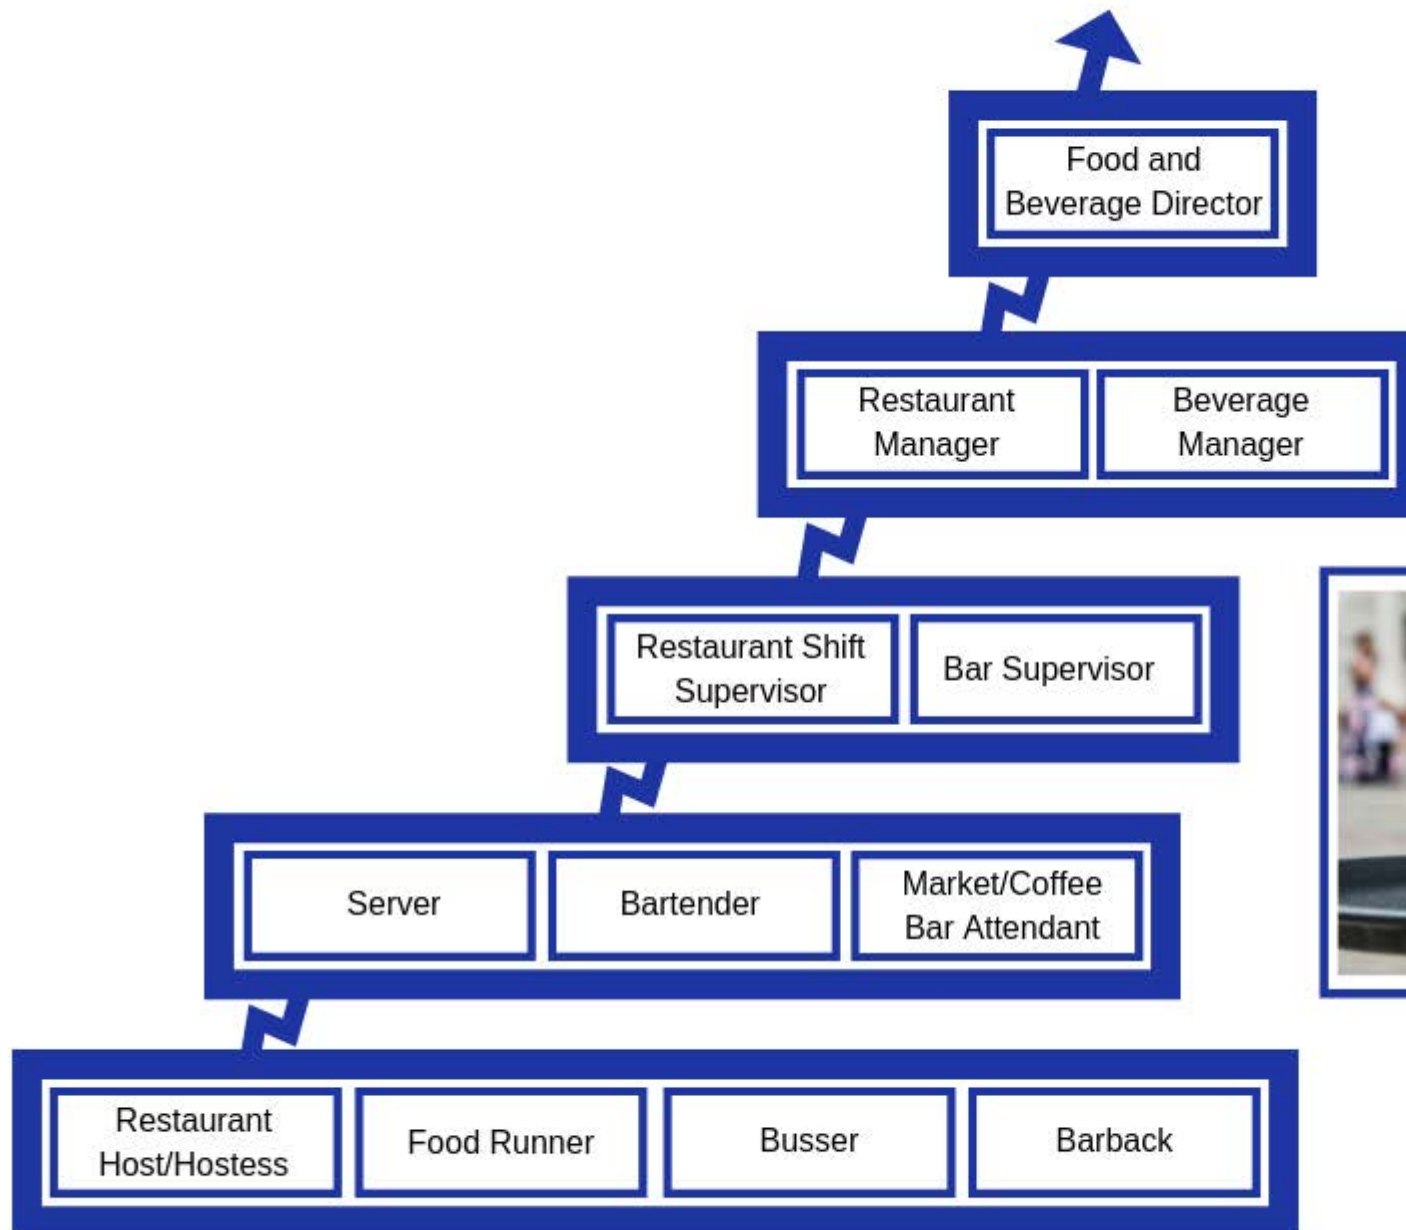 Food and
Beverage Director
Restaurant
Manager
Beverage
Manager
Restaurant Shift
Supervisor
Bar Supervisor
Server
Bartender
Market/Coffee
Bar Attendant
Restaurant
Host/Hostess
Food Runner
Busser
Barback